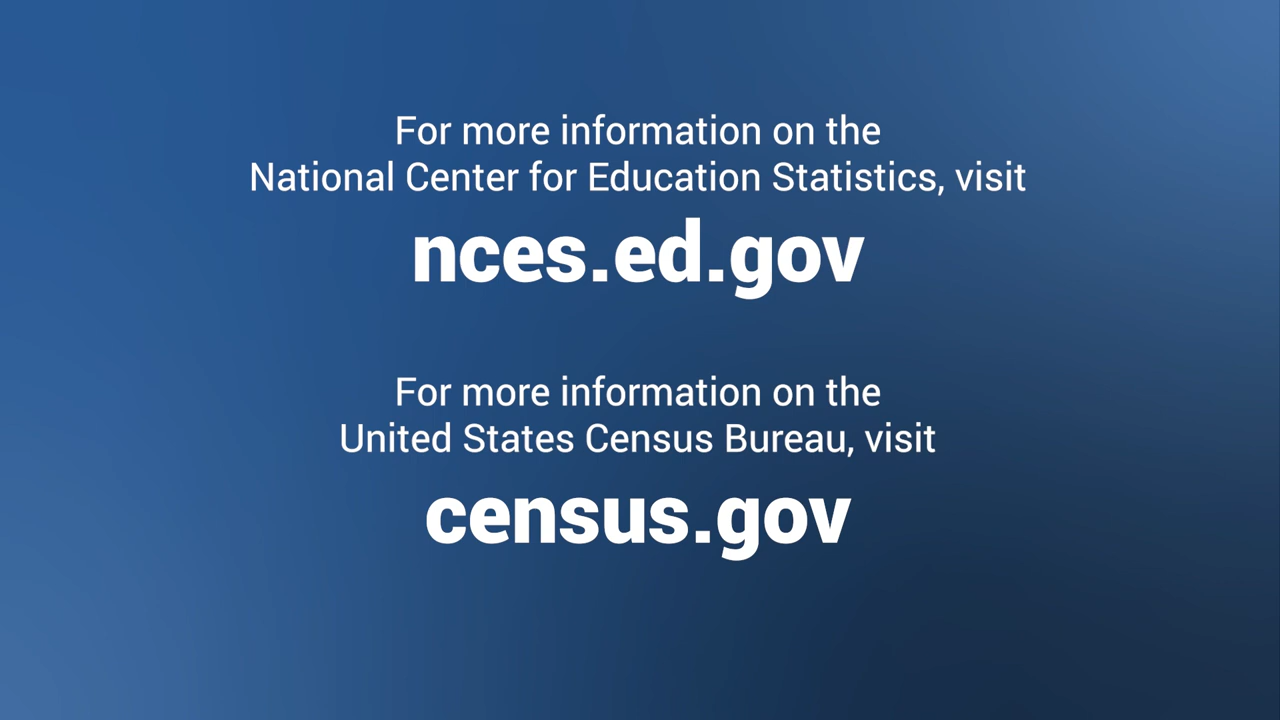 For more information on the
National Center for Education Statistics, visit
nces.ed.gov
For more information on the
United States Census Bureau, visit
census.gov